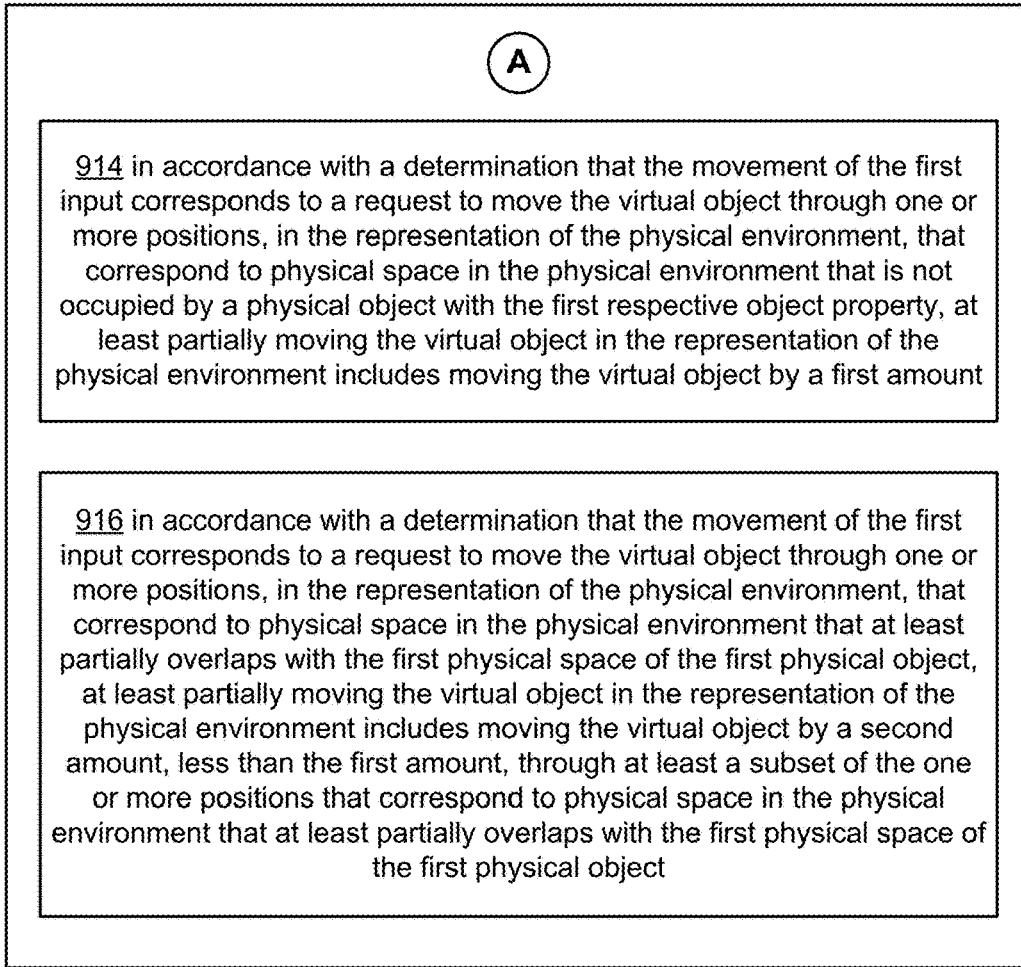 A
914 in accordance with a determination that the movement of the first
input corresponds to a request to move the virtual object through one or
more positions, in the representation of the physical environment, that
correspond to physical space in the physical environment that is not
occupied by a physical object with the first respective object property, at
least partially moving the virtual object in the representation of the
physical environment includes moving the virtual object by a first amount
916 in accordance with a determination that the movement of the first
input corresponds to a request to move the virtual object through one or
more positions, in the representation of the physical environment, that
correspond to physical space in the physical environment that at least
partially overlaps with the first physical space of the first physical object,
at least partially moving the virtual object in the representation of the
physical environment includes moving the virtual object by a second
amount, less than the first amount, through at least a subset of the one
or more positions that correspond to physical space in the physical
environment that at least partially overlaps with the first physical space of
the first physical object